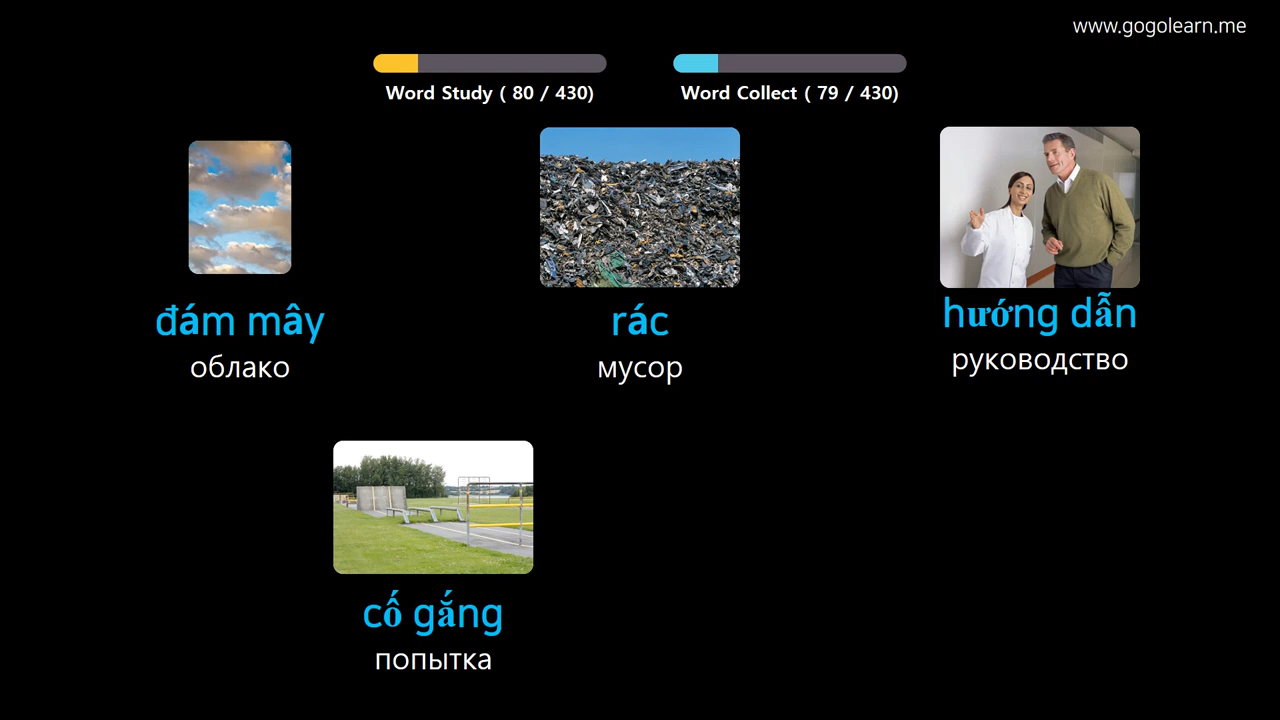 www.gogolearn.me
Word Study ( 80 / 430)
Word Collect ( 79 / 430)
đám mây
облако
rác
мусор
hướng dẫn
руководство
cố gắng
попытка